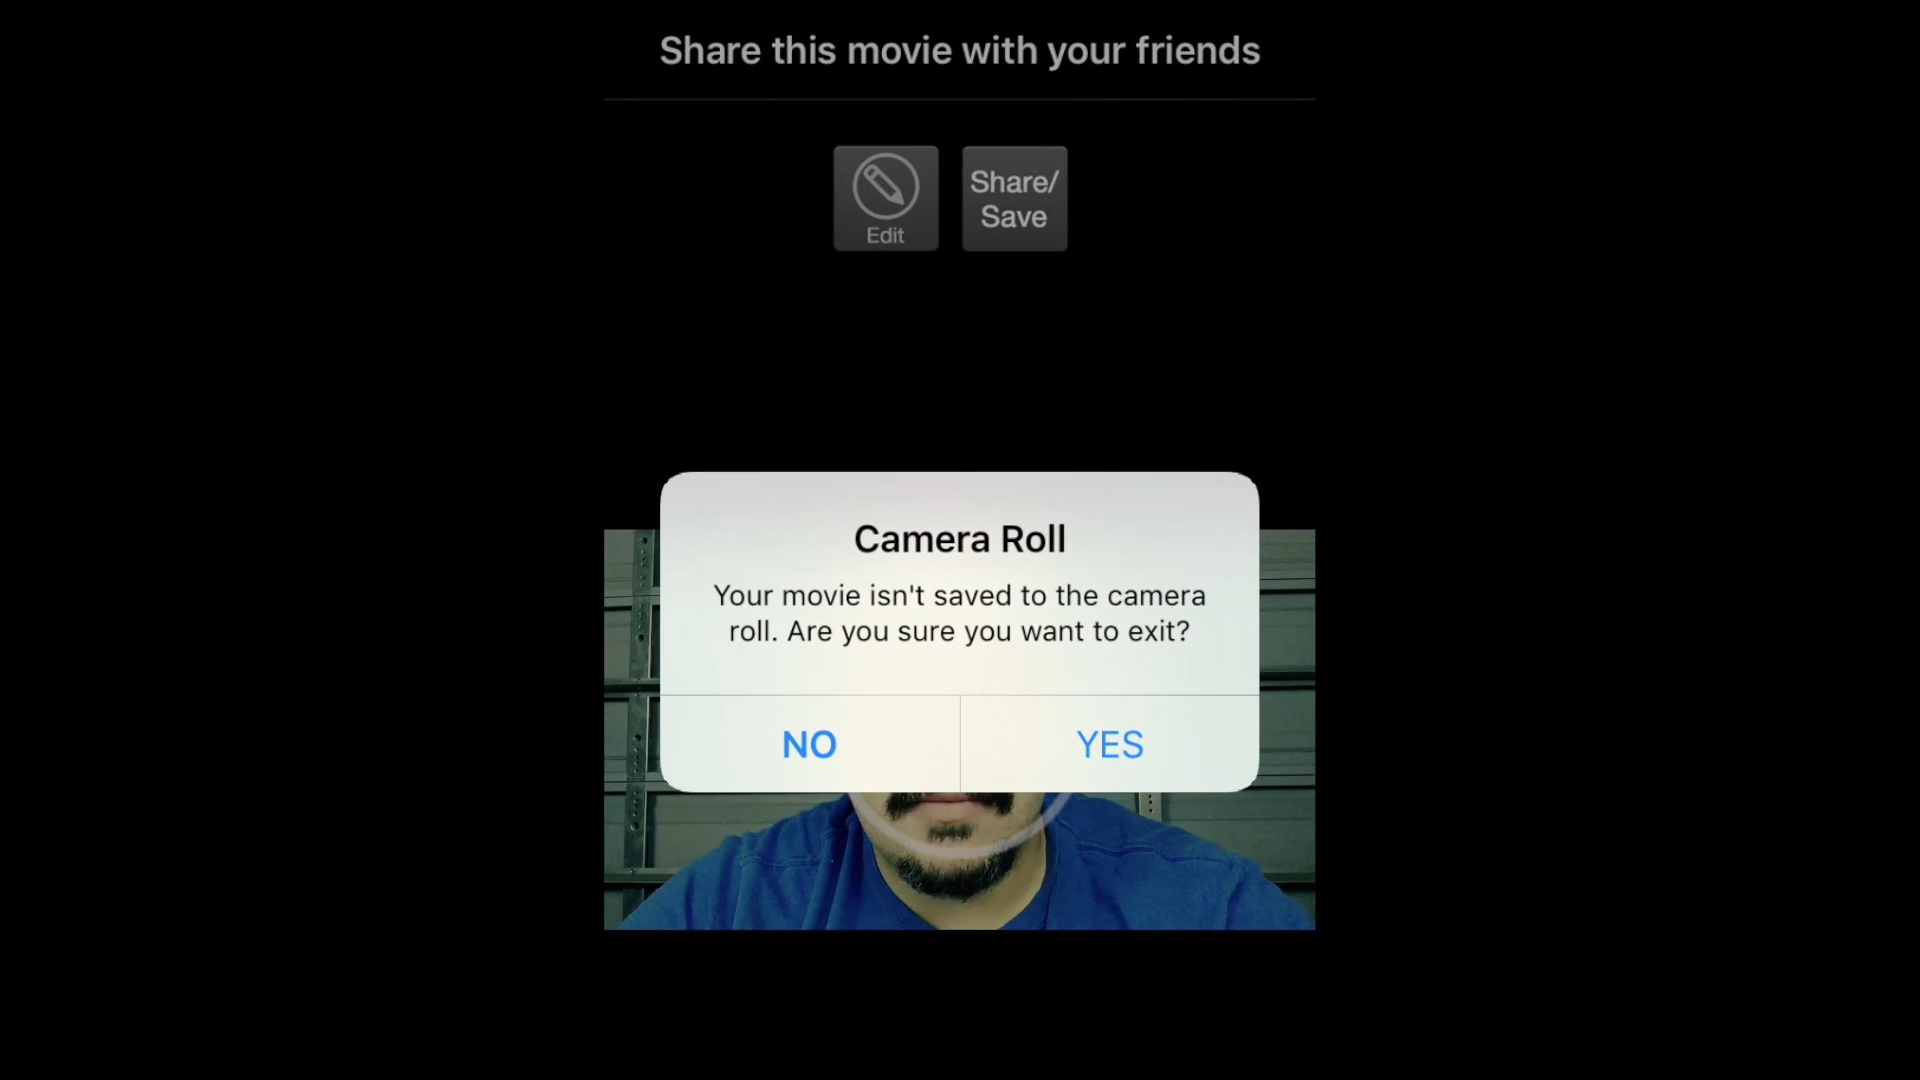 Share this movie with your friends
Edit
Share/
Save
Camera Roll
Your movie isn't saved to the camera
roll. Are you sure you want to exit?
NO
YES